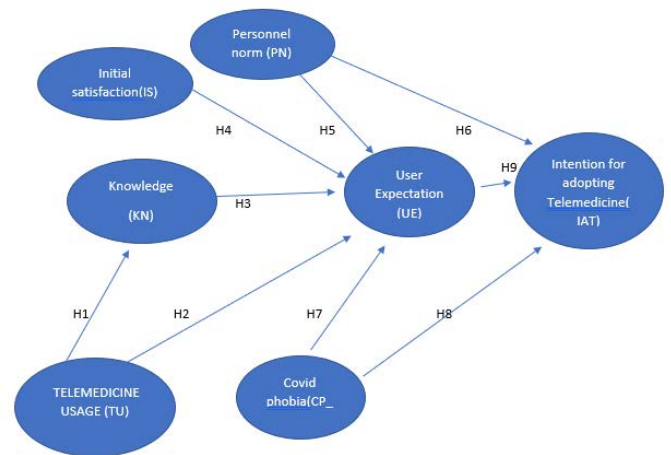 Personnel
norm (PN)
Initial
satisfaction(IS)
H4
H5
H6
User
Expectation
(UE)
H9
Intention for
adopting
Telemedicine(
IAT)
Knowledge
(KN)
H3
H1
H2
H7
H8
TELEMEDICINE
USAGE (TU)
Covid
phobia(CP_